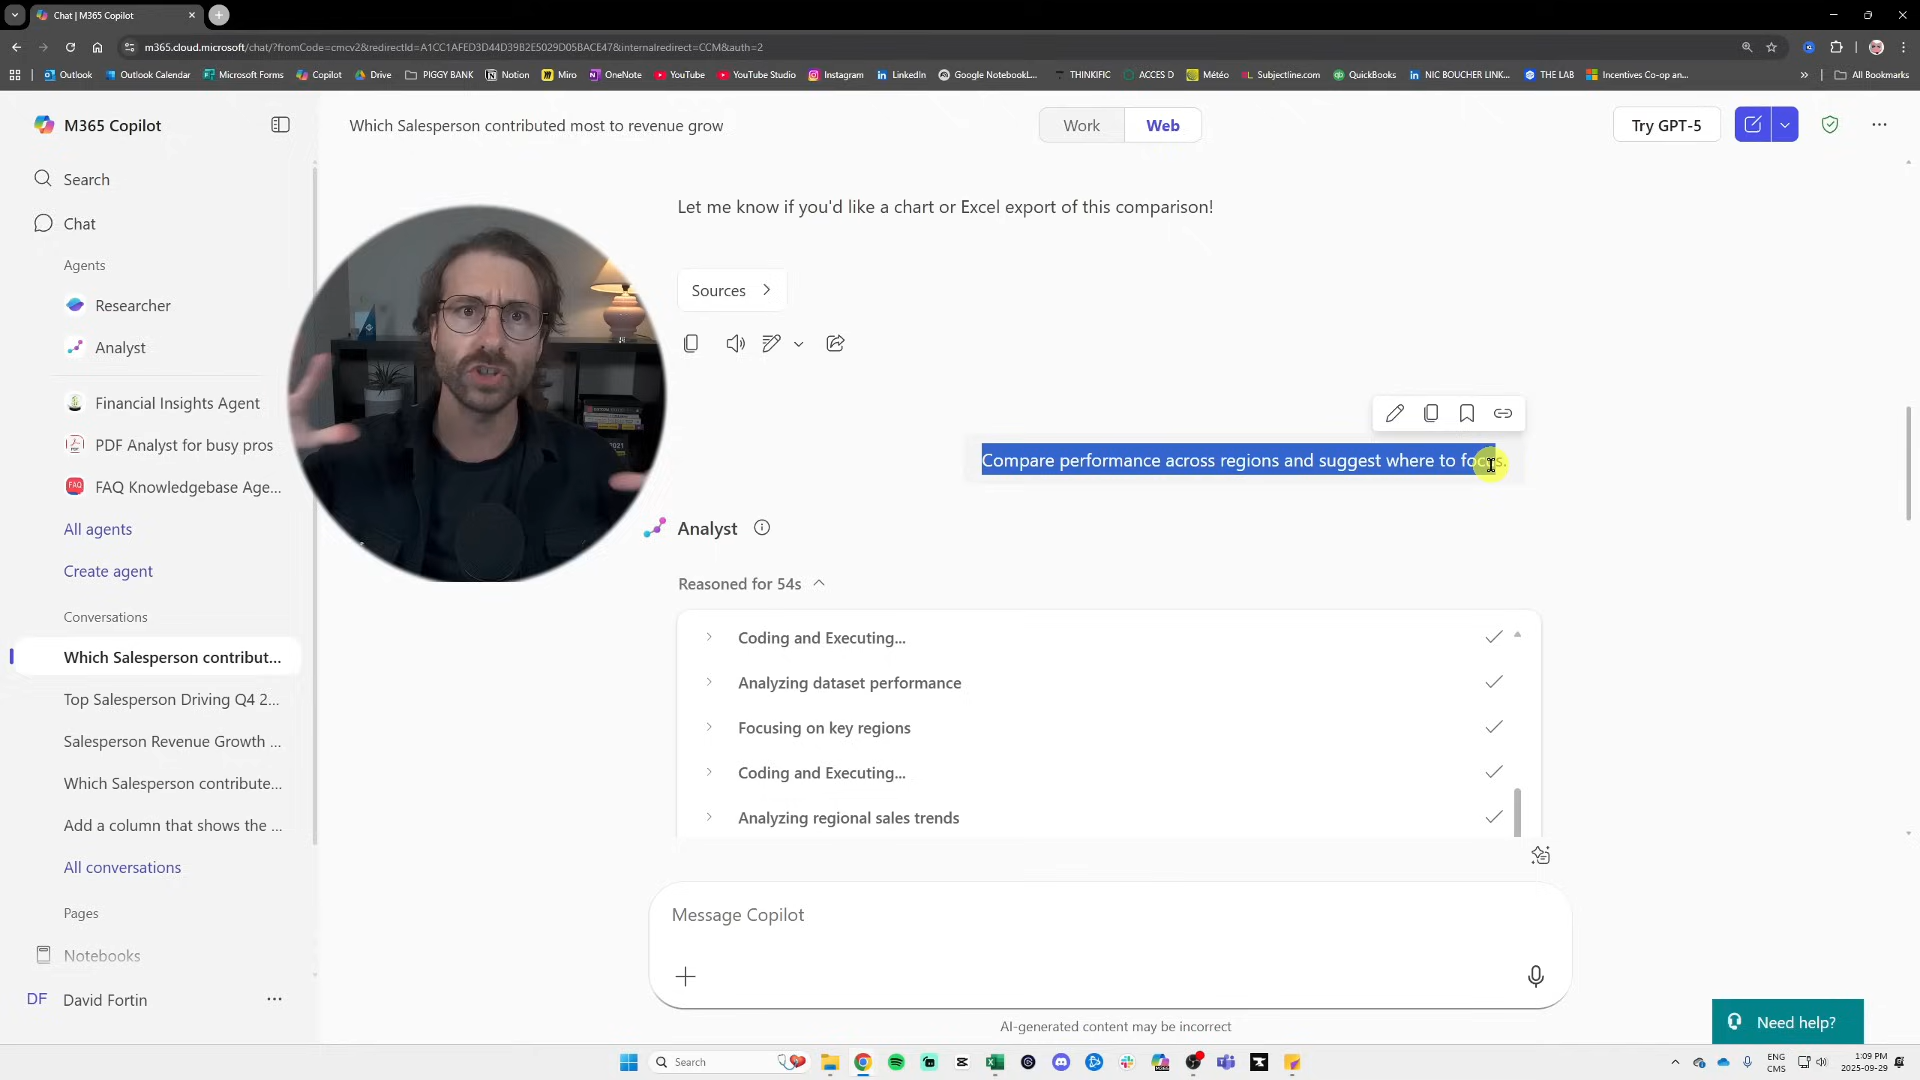 Chat | M365 Copilot
m365.cloud.microsoft/chat/?fromCode=cmcv2&redirectId=A1CC1AFED3D44D39B2E5029D05BACE47&internalredirect=CCM&auth=2
Outlook Outlook Calendar Microsoft Forms Copilot Drive PIGGY BANK Notion Miro OneNote YouTube YouTube Studio Instagram LinkedIn Google NotebookL... THINKIFIC ACCES D Météo Subjectline.com QuickBooks NIC BOUCHER LINK... THE LAB Incentives Co-op an... All Bookmarks
M365 Copilot
Which Salesperson contributed most to revenue grow
Work Web
Try GPT-5
Search
Chat
Agents
Researcher
Analyst
Financial Insights Agent
PDF Analyst for busy pros
FAQ FAQ Knowledgebase Age...
All agents
Create agent
Conversations
Which Salesperson contribut...
Top Salesperson Driving Q4 2...
Salesperson Revenue Growth ...
Which Salesperson contribute...
Add a column that shows the ...
All conversations
Pages
Notebooks
DF David Fortin
Let me know if you'd like a chart or Excel export of this comparison!
Sources
Compare performance across regions and suggest where to focus.
Analyst
Reasoned for 54s
Coding and Executing...
Analyzing dataset performance
Focusing on key regions
Coding and Executing...
Analyzing regional sales trends
Message Copilot
AI-generated content may be incorrect
Need help?
Search
ENG
CMS
1:09 PM
2025-09-29